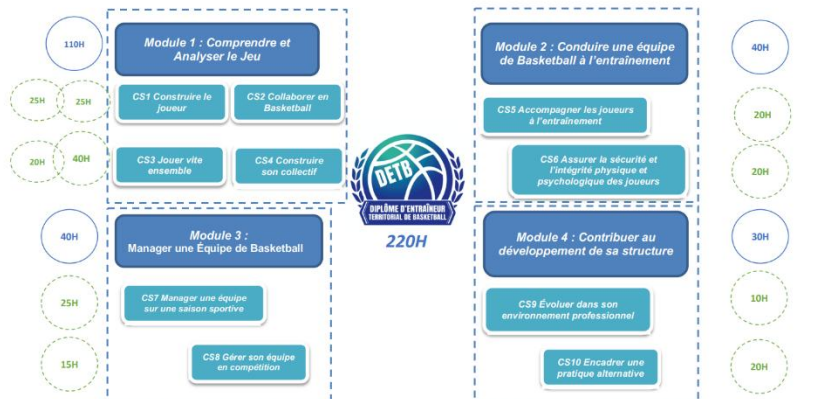 110H
Module 1 : Comprendre et
Analyser le Jeu
25H
25H
CS1 Construire le
joueur
CS2 Collaborer en
Basketball
20H
40H
CS3 Jouer vite
ensemble
CS4 Construire
son collectif
Module 2 : Conduire une équipe
de Basketball à l'entraînement
40H
CS5 Accompagner les joueurs
à l'entraînement
20H
CS6 Assurer la sécurité et
l'intégrité physique et
psychologique des joueurs
20H
DETB
DIPLÔME D'ENTRAÎNEUR
TERRITORIAL DE BASKETBALL
220H
40H
Module 3 :
Manager une Équipe de Basketball
25H
CS7 Manager une équipe
sur une saison sportive
15H
CS8 Gérer son équipe
en compétition
Module 4 : Contribuer au
développement de sa structure
30H
CS9 Évoluer dans son
environnement professionnel
10H
CS10 Encadrer une
pratique alternative
20H